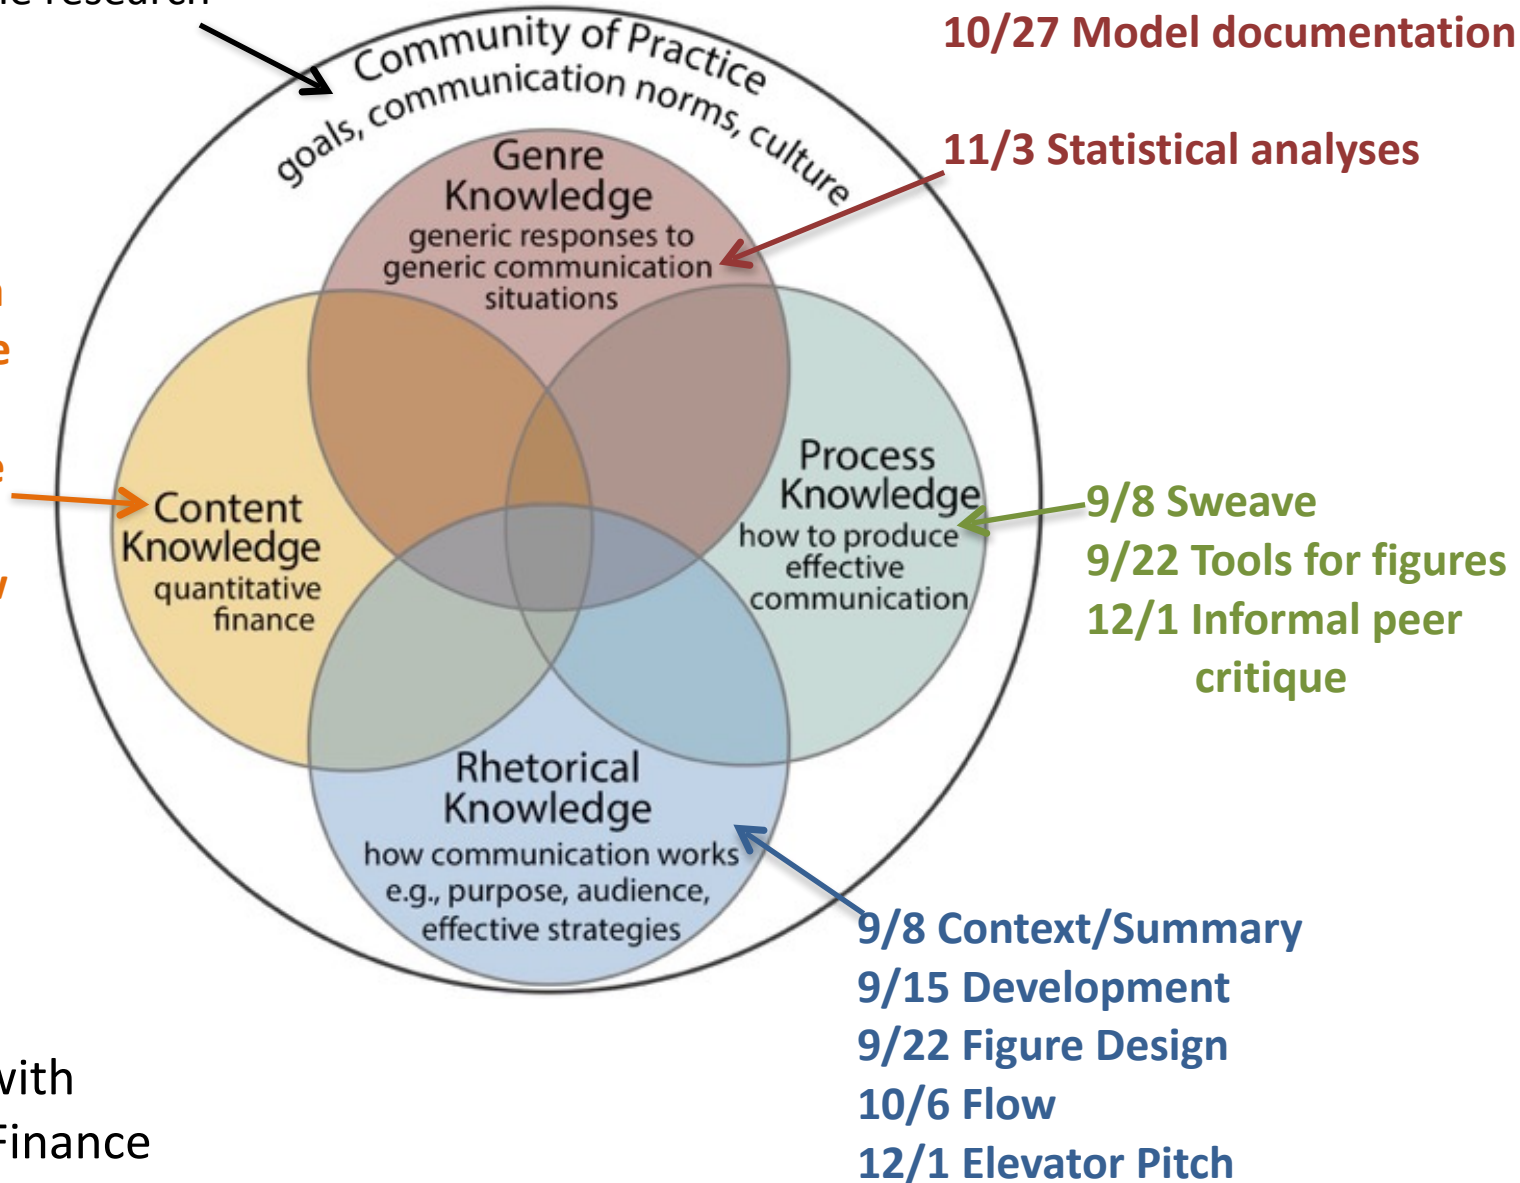 research
10/27 Model documentation
Community of Practice
goals, communication norms, culture
11/3 Statistical analyses
Genre
Knowledge
generic responses to
generic communication
situations
Process
Knowledge
how to produce
effective
communication
9/8 Sweave
9/22 Tools for figures
12/1 Informal peer
critique
Content
Knowledge
quantitative
finance
Rhetorical
Knowledge
how communication works
e.g., purpose, audience,
effective strategies
9/8 Context/Summary
9/15 Development
9/22 Figure Design
10/6 Flow
12/1 Elevator Pitch
with
Finance